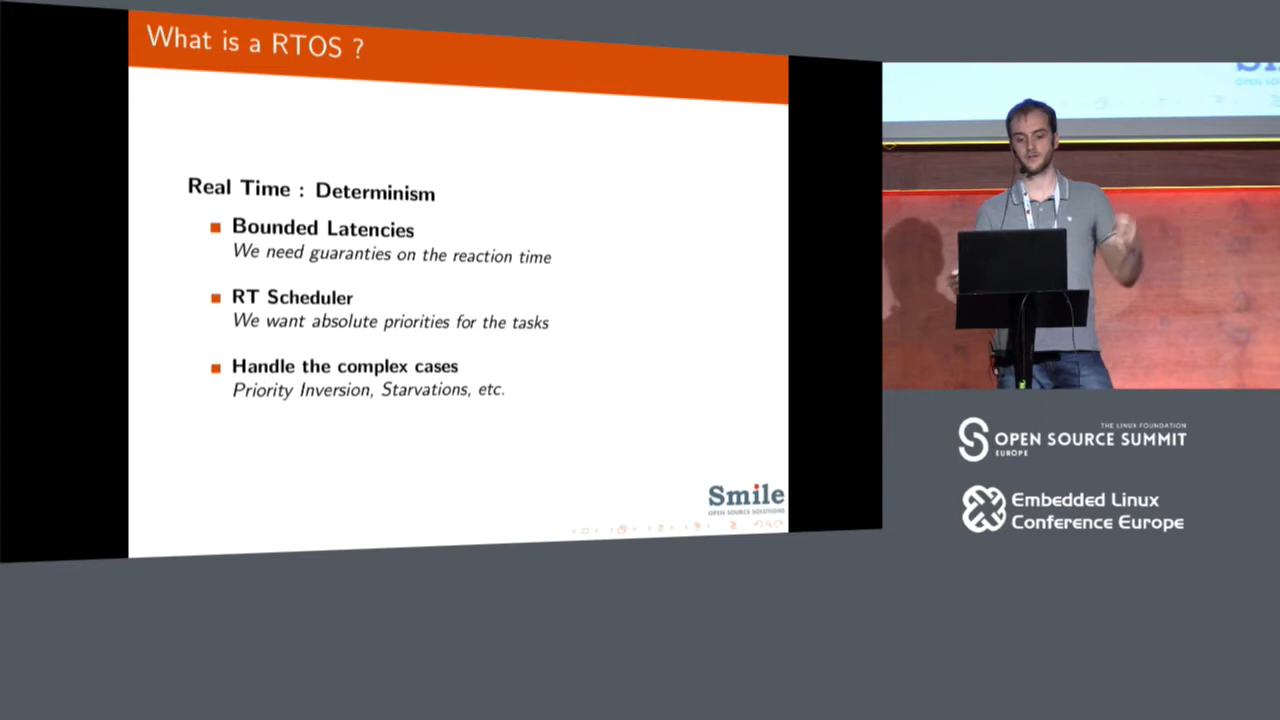 What is a RTOS ?
Real Time : Determinism
Bounded Latencies
We need guaranties on the reaction time
RT Scheduler
We want absolute priorities for the tasks
Handle the complex cases
Priority Inversion, Starvations, etc.
Smile
OPEN SOURCE SOLUTIONS
THE LINUX FOUNDATION
OPEN SOURCE SUMMIT
EUROPE
Embedded Linux
Conference Europe